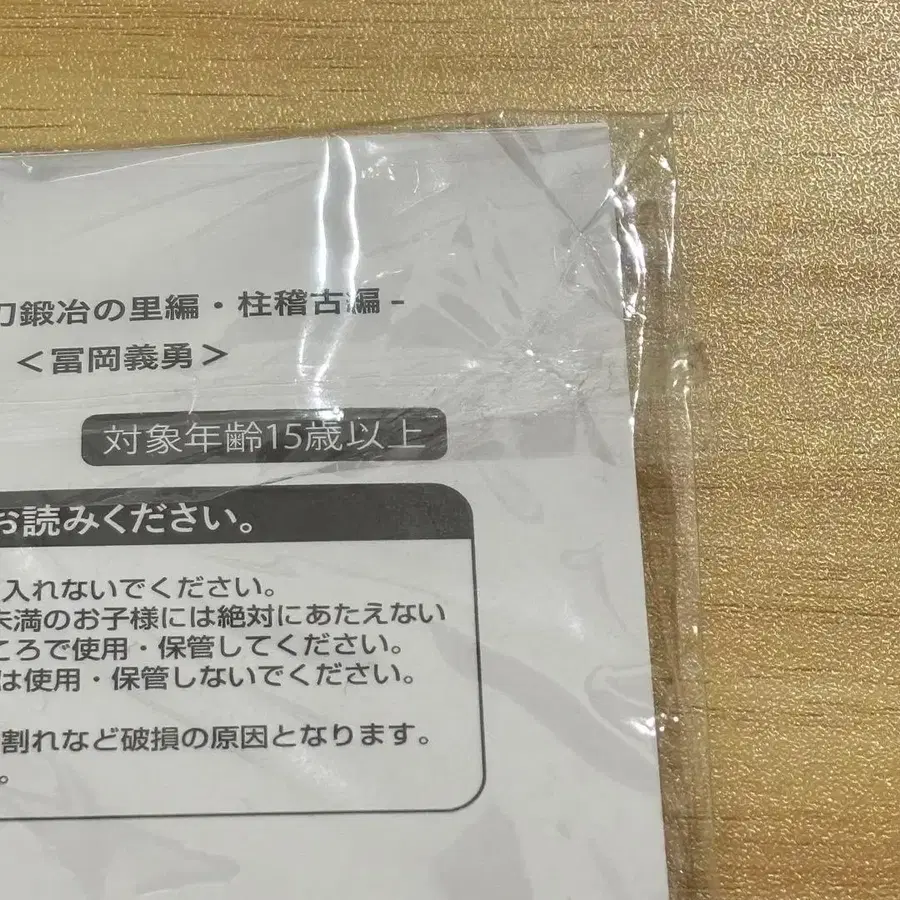 刀鍛冶の里編・柱稽古編-
＜冨岡義勇＞
対象年齢15歳以上
お読みください。
入れないでください。
未満のお子様には絶対にあたえない
ころで使用・保管してください。
は使用・保管しないでください。
割れなど破損の原因となります。
。